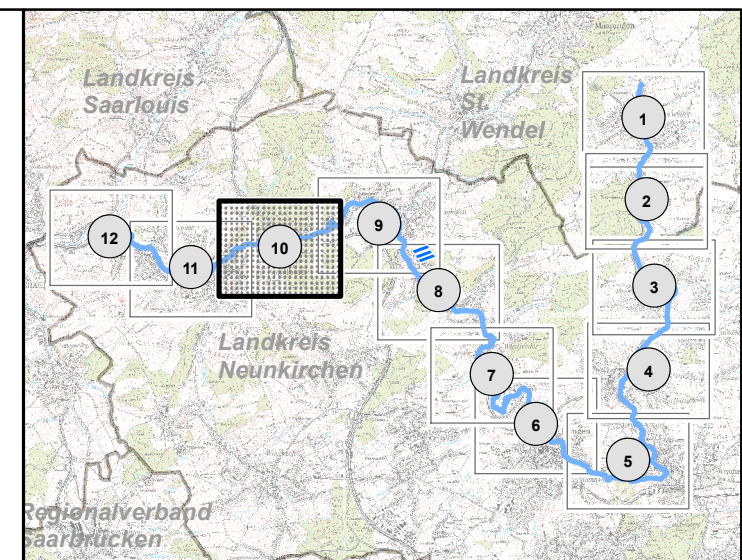 Landkreis
Saarlouis
Landkreis
St.
Wendel
1
2
12
11
10
9
8
3
Landkreis
Neunkirchen
7
4
6
5
Regionalverband
Saarbrücken